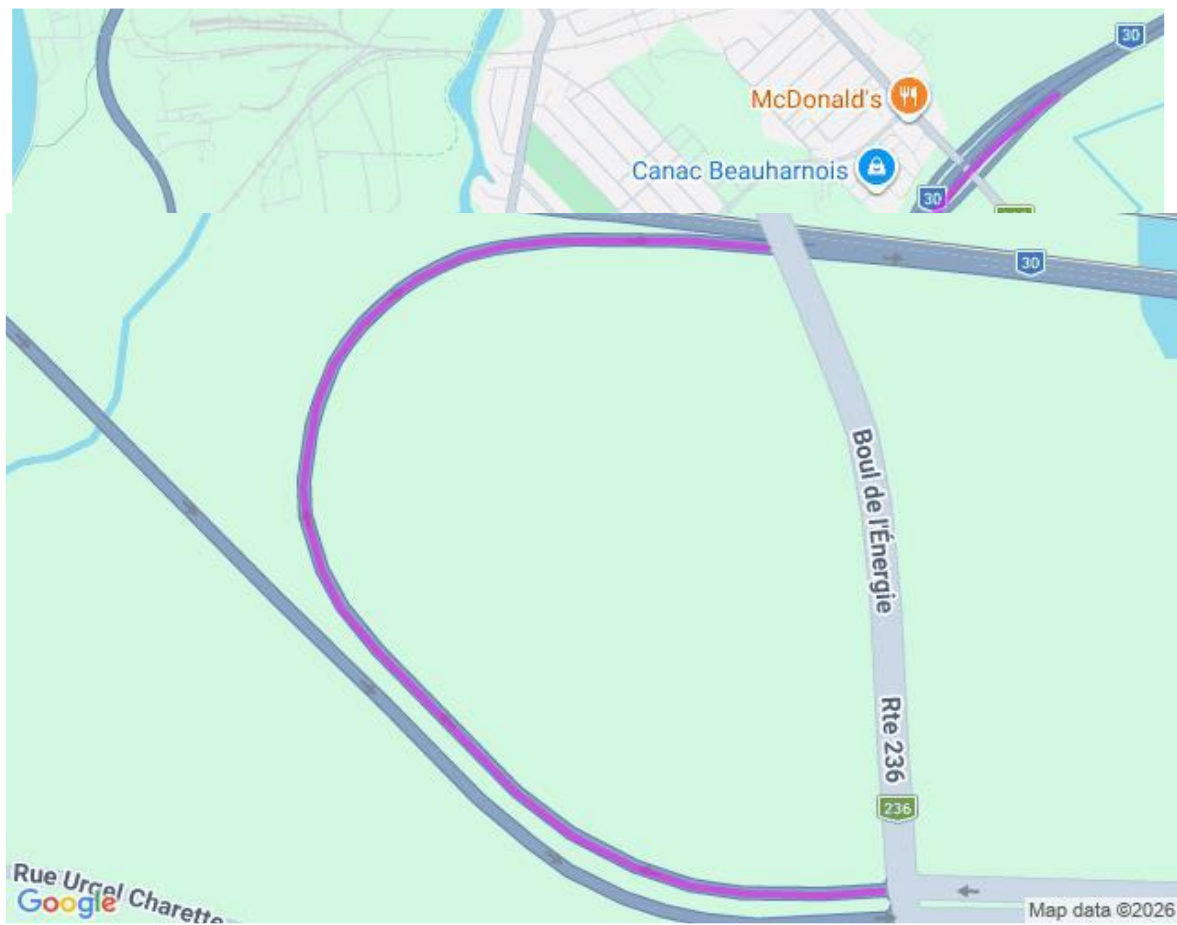 30
McDonald's
Canac Beauharnois
30
30
Boul de l'Énergie
Rte 236
236
Rue Urgel Charette
Google
Map data ©2026